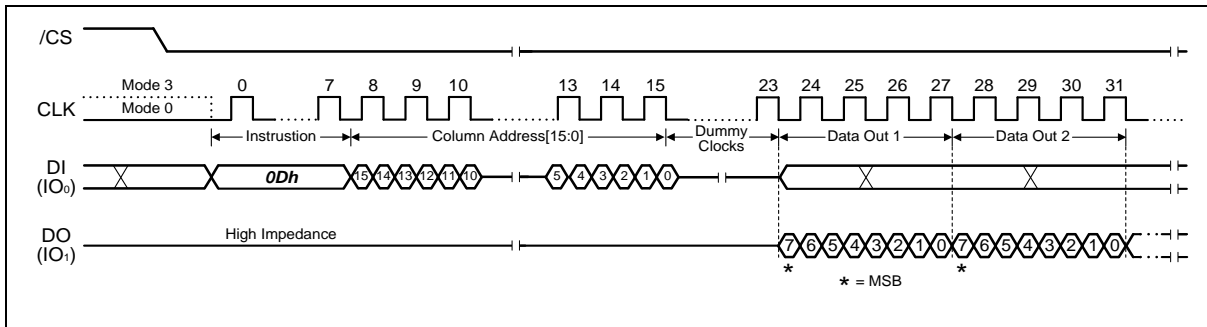 /CS
Mode 3 0 7 8 9 10 13 14 15 23 24 25 26 27 28 29 30 31
CLK Mode 0
Instrustion Column Address[15:0] Dummy Clocks Data Out 1 Data Out 2
DI
(IO0) 0Dh 15 14 13 12 11 10 5 4 3 2 1 0
DO
(IO1) High Impedance 7 6 5 4 3 2 1 0 7 6 5 4 3 2 1 0
* * = MSB *